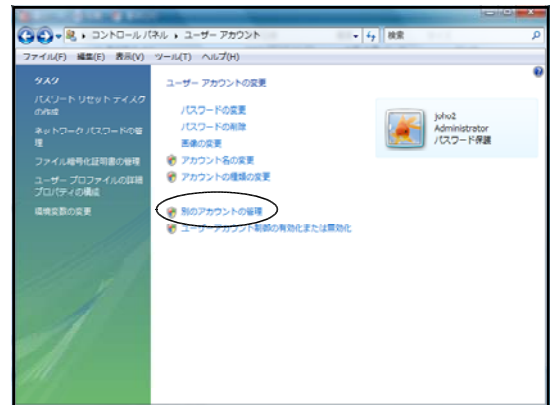 コントロール パネル ▸ ユーザー アカウント
検索
ファイル(F) 編集(E) 表示(V) ツール(T) ヘルプ(H)
タスク
パスワード リセット ディスク
の作成
ネットワーク パスワードの管
理
ファイル暗号化証明書の管理
ユーザー プロファイルの詳細
プロパティの構成
環境変数の変更
ユーザー アカウントの変更
パスワードの変更
パスワードの削除
画像の変更
アカウント名の変更
アカウントの種類の変更
別のアカウントの管理
ユーザーアカウント制御の有効化または無効化
joho2
Administrator
パスワード保護